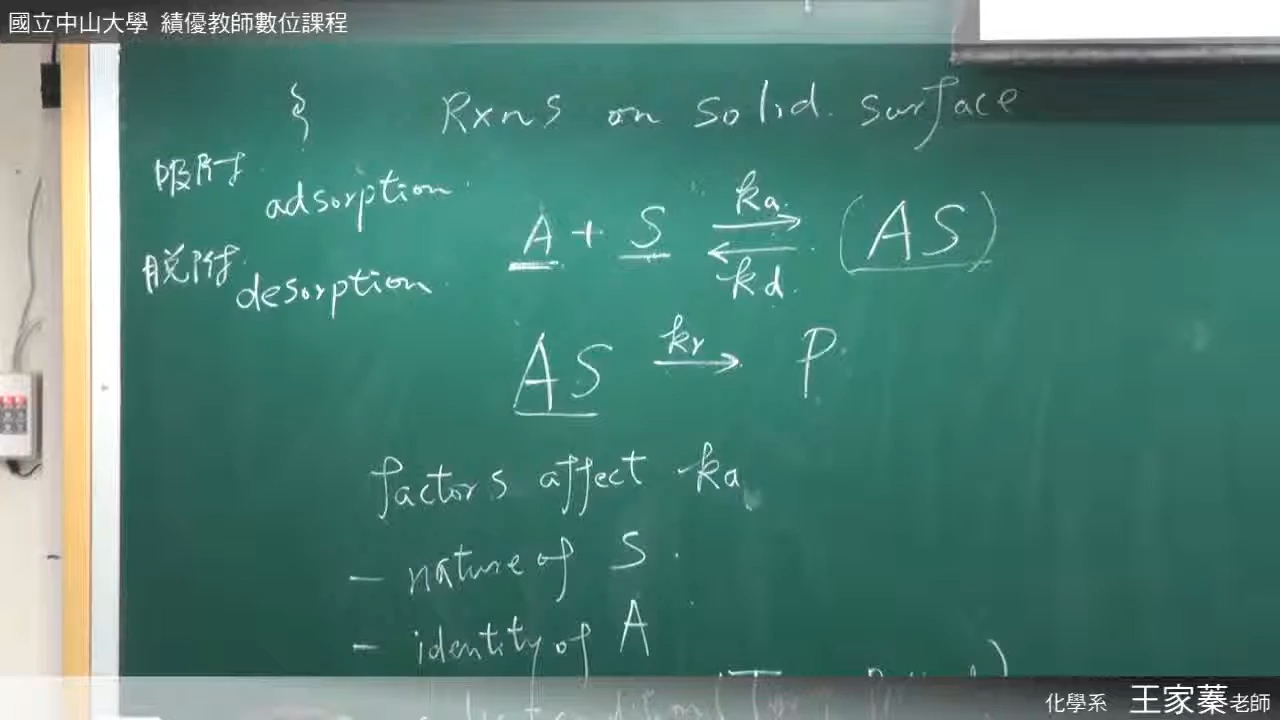 國立中山大學 績優教師數位課程
§ Rxns on solid surface
吸附 adsorption
A + S ⇌ (AS)
ka
kd
脫附 desorption
AS → P
kr
factors affect ka
- nature of S
- identity of A
化學系 王家蓁老師